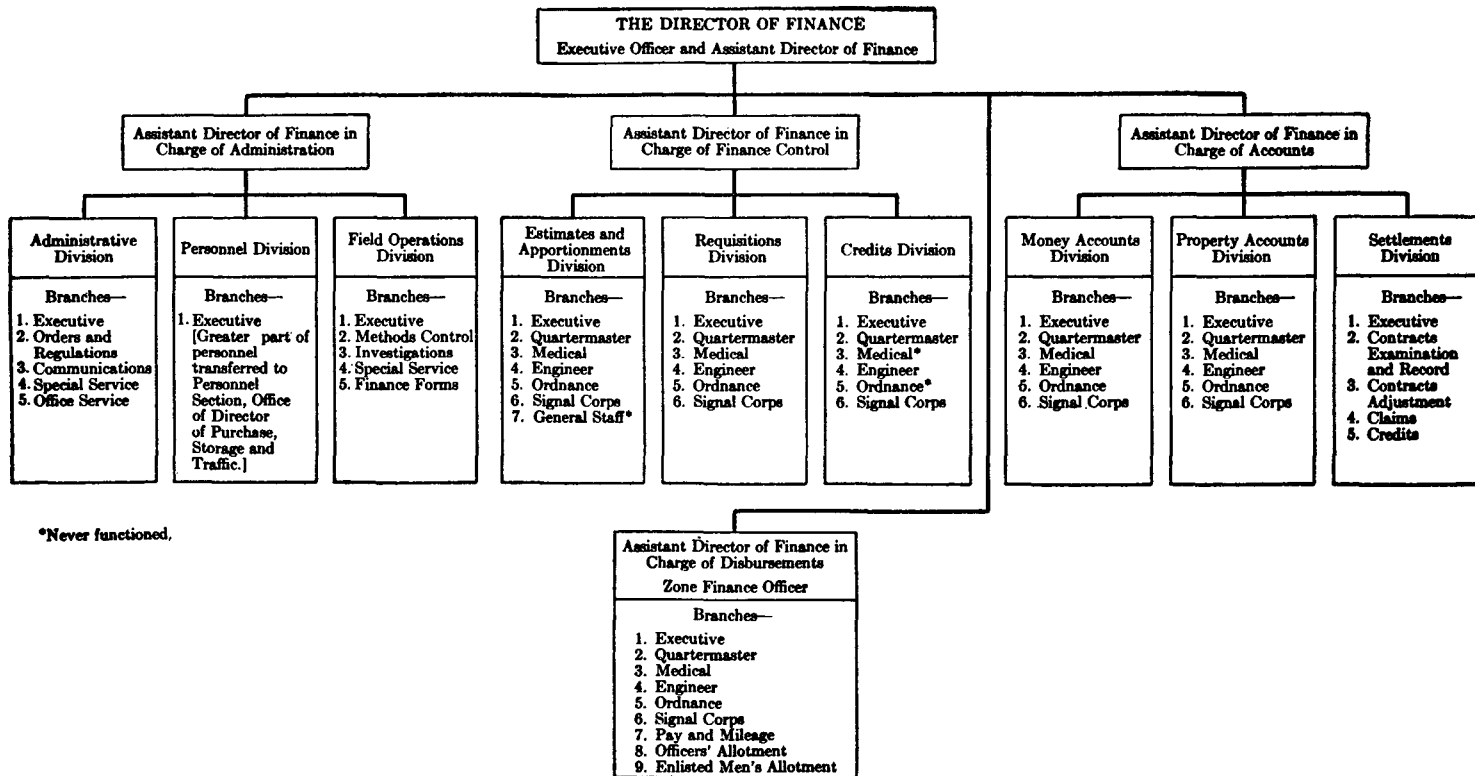 THE DIRECTOR OF FINANCE
Executive Officer and Assistant Director of Finance
Assistant Director of Finance in
Charge of Administration
Assistant Director of Finance in
Charge of Finance Control
Assistant Director of Finance in
Charge of Accounts
Administrative
Division
Branches—
1. Executive
2. Orders and
Regulations
3. Communications
4. Special Service
5. Office Service
Personnel Division
Branches—
1. Executive
[Greater part of
personnel
transferred to
Personnel
Section, Office
of Director
of Purchase,
Storage and
Traffic.]
Field Operations
Division
Branches—
1. Executive
2. Methods Control
3. Investigations
4. Special Service
5. Finance Forms
Estimates and
Apportionments
Division
Branches—
1. Executive
2. Quartermaster
3. Medical
4. Engineer
5. Ordnance
6. Signal Corps
7. General Staff*
Requisitions
Division
Branches—
1. Executive
2. Quartermaster
3. Medical
4. Engineer
5. Ordnance
6. Signal Corps
Credits Division
Branches—
1. Executive
2. Quartermaster
3. Medical*
4. Engineer
5. Ordnance*
6. Signal Corps
Money Accounts
Division
Branches—
1. Executive
2. Quartermaster
3. Medical
4. Engineer
5. Ordnance
6. Signal Corps
Property Accounts
Division
Branches—
1. Executive
2. Quartermaster
3. Medical
4. Engineer
5. Ordnance
6. Signal Corps
Settlements
Division
Branches—
1. Executive
2. Contracts
Examination
and Record
3. Contracts
Adjustment
4. Claims
5. Credits
*Never functioned.
Assistant Director of Finance in
Charge of Disbursements
Zone Finance Officer
Branches—
1. Executive
2. Quartermaster
3. Medical
4. Engineer
5. Ordnance
6. Signal Corps
7. Pay and Mileage
8. Officers' Allotment
9. Enlisted Men's Allotment